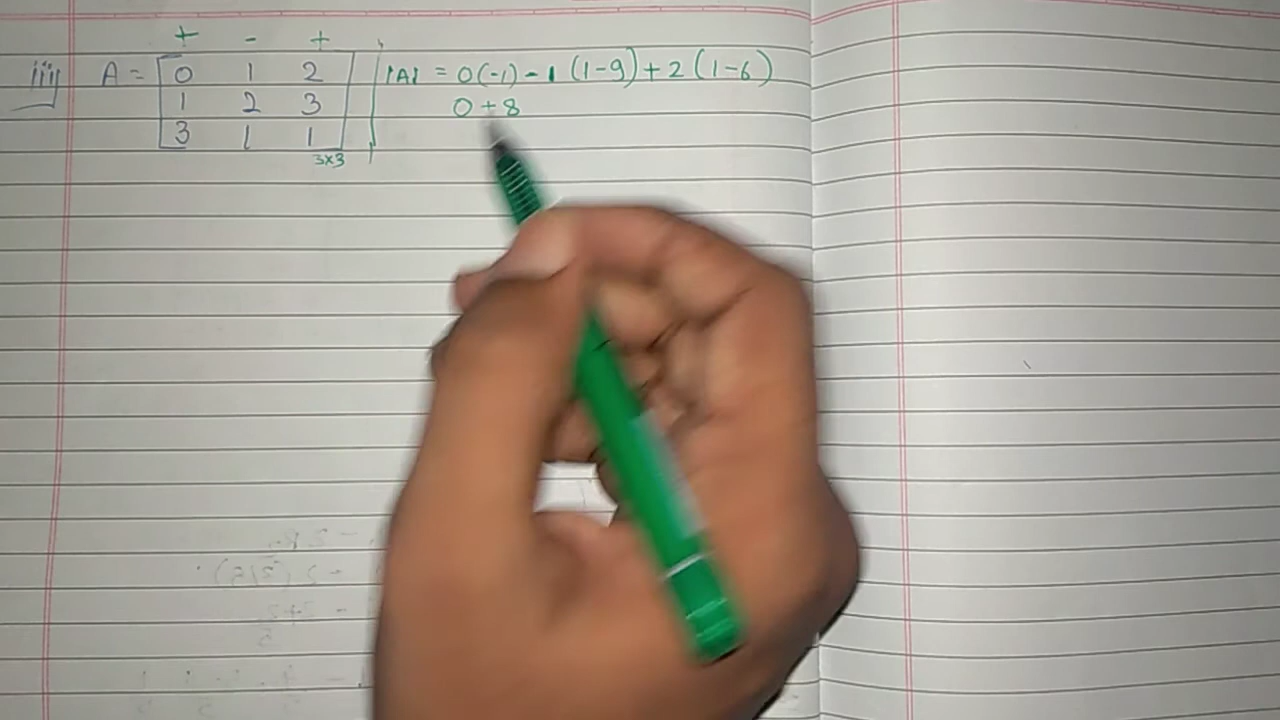 + - +
iii) A = [ 0 1 2 |A| = 0(-1) - 1 (1-9) + 2 (1-6)
1 2 3 0 + 8
3 1 1 ] 3x3